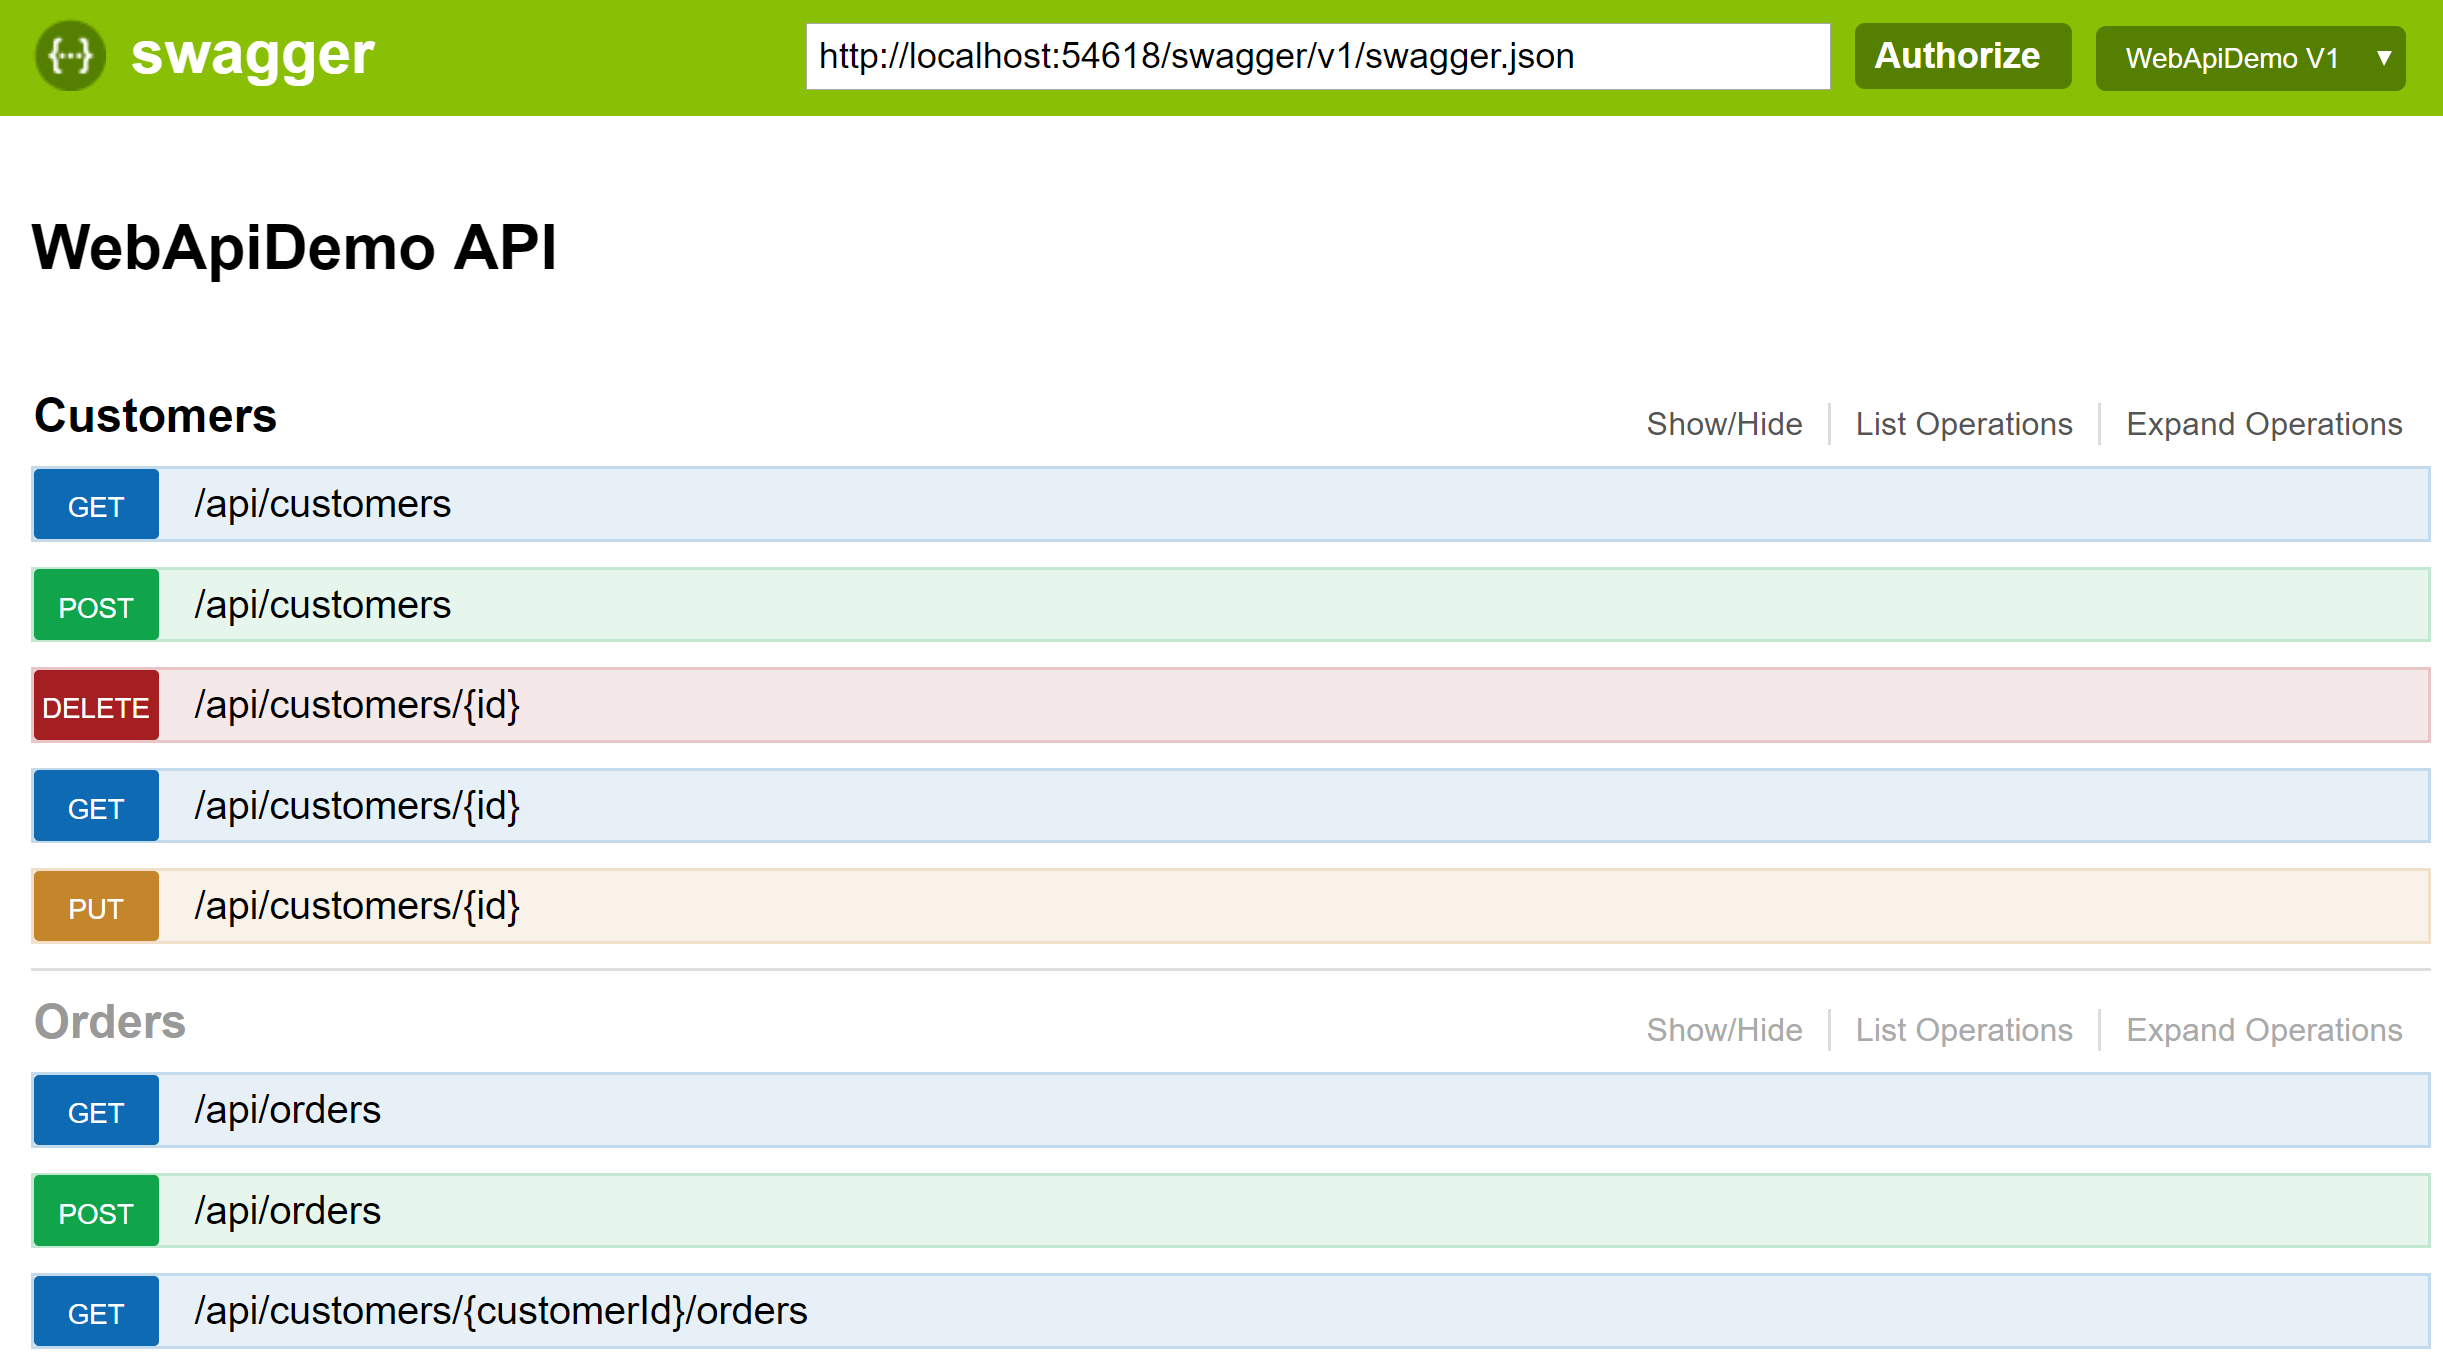 {...} swagger http://localhost:54618/swagger/v1/swagger.json Authorize WebApiDemo V1
WebApiDemo API
Customers Show/Hide List Operations Expand Operations
GET /api/customers
POST /api/customers
DELETE /api/customers/{id}
GET /api/customers/{id}
PUT /api/customers/{id}
Orders Show/Hide List Operations Expand Operations
GET /api/orders
POST /api/orders
GET /api/customers/{customerId}/orders